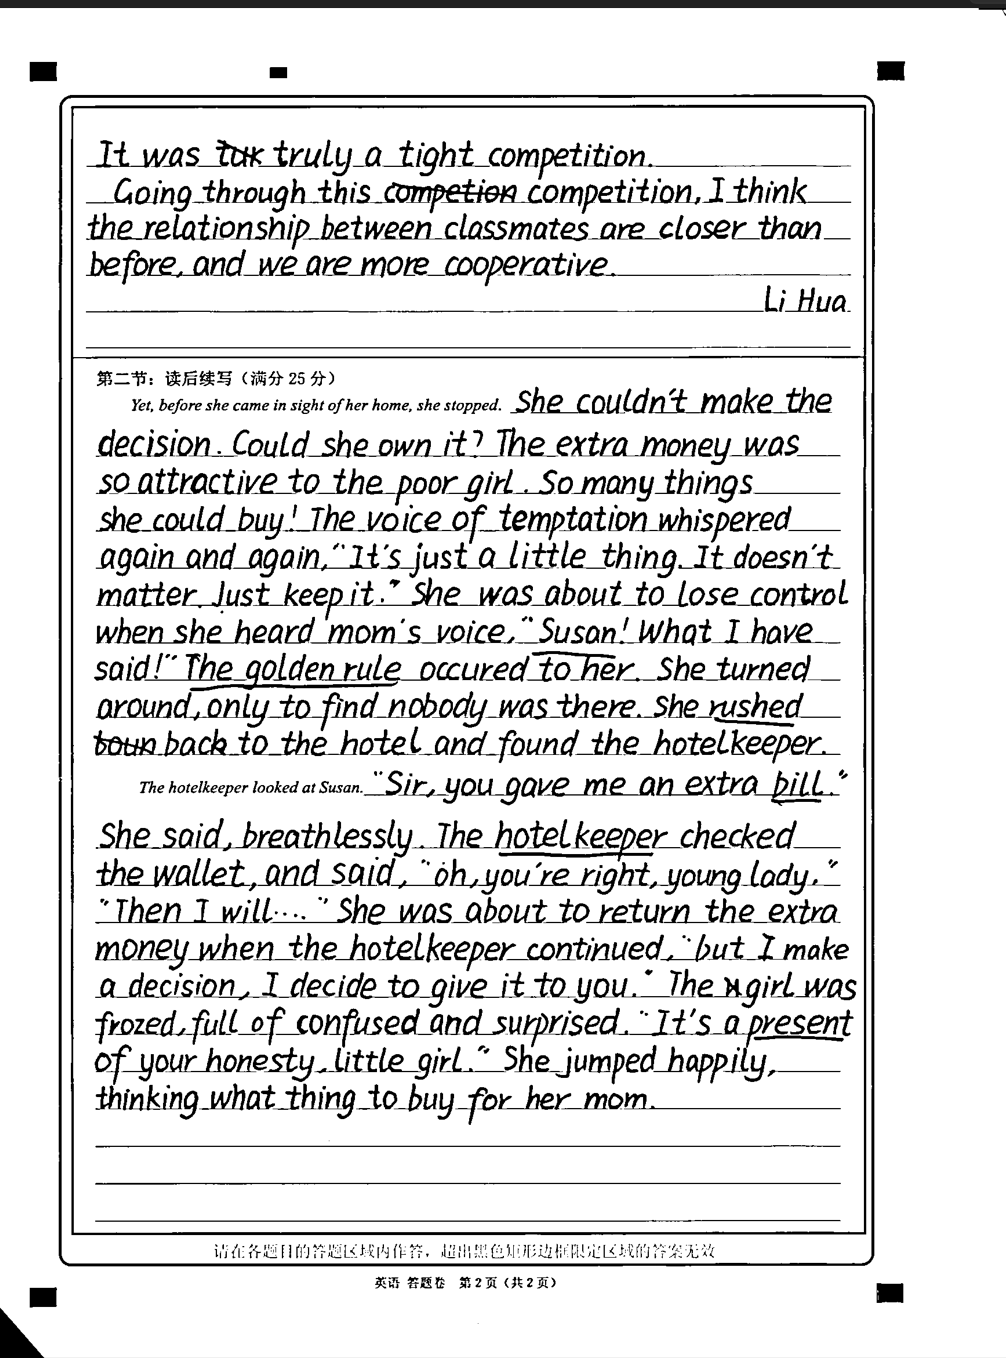 It was truly a tight competition.
Going through this competion competition, I think
the relationship between classmates are closer than
before, and we are more cooperative.
Li Hua
第二节：读后续写（满分 25 分）
Yet, before she came in sight of her home, she stopped. She couldn't make the
decision. Could she own it? The extra money was
so attractive to the poor girl. So many things
she could buy! The voice of temptation whispered
again and again, "It's just a little thing. It doesn't
matter. Just keep it." She was about to lose control
when she heard mom's voice, "Susan! What I have
said!" The golden rule occured to her. She turned
around, only to find nobody was there. She rushed
back to the hotel and found the hotelkeeper.
The hotelkeeper looked at Susan. "Sir, you gave me an extra bill."
She said, breathlessly. The hotelkeeper checked
the wallet, and said, "oh, you're right, young lady."
"Then I will...." She was about to return the extra
money when the hotelkeeper continued, "but I make
a decision, I decide to give it to you." The girl was
frozed, full of confused and surprised. "It's a present
of your honesty, little girl." She jumped happily,
thinking what thing to buy for her mom.
请在各题目的答题区域内作答，超出黑色矩形边框限定区域的答案无效
英语 答题卷 第 2 页（共 2 页）